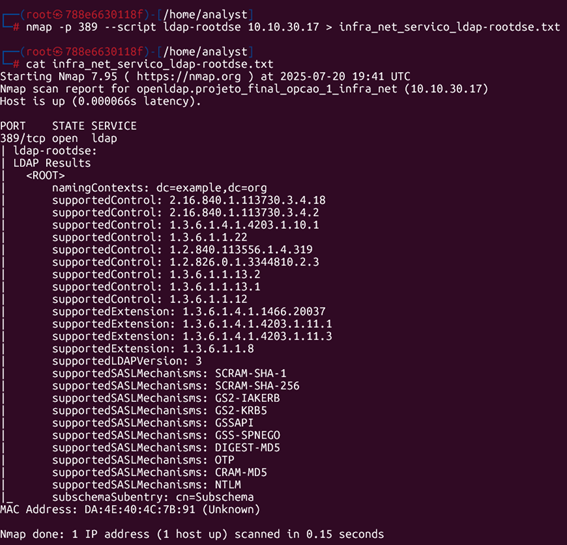 ┌──(root㉿788e6630118f)-[/home/analyst]
└─# nmap -p 389 --script ldap-rootdse 10.10.30.17 > infra_net_servico_ldap-rootdse.txt
┌──(root㉿788e6630118f)-[/home/analyst]
└─# cat infra_net_servico_ldap-rootdse.txt
Starting Nmap 7.95 ( https://nmap.org ) at 2025-07-20 19:41 UTC
Nmap scan report for openldap.projeto_final_opcao_1_infra_net (10.10.30.17)
Host is up (0.000066s latency).
PORT    STATE SERVICE
389/tcp open  ldap
| ldap-rootdse:
| LDAP Results
|   <ROOT>
|       namingContexts: dc=example,dc=org
|       supportedControl: 2.16.840.1.113730.3.4.18
|       supportedControl: 2.16.840.1.113730.3.4.2
|       supportedControl: 1.3.6.1.4.1.4203.1.10.1
|       supportedControl: 1.3.6.1.1.22
|       supportedControl: 1.2.840.113556.1.4.319
|       supportedControl: 1.2.826.0.1.3344810.2.3
|       supportedControl: 1.3.6.1.1.13.2
|       supportedControl: 1.3.6.1.1.13.1
|       supportedControl: 1.3.6.1.1.12
|       supportedExtension: 1.3.6.1.4.1.1466.20037
|       supportedExtension: 1.3.6.1.4.1.4203.1.11.1
|       supportedExtension: 1.3.6.1.4.1.4203.1.11.3
|       supportedExtension: 1.3.6.1.1.8
|       supportedLDAPVersion: 3
|       supportedSASLMechanisms: SCRAM-SHA-1
|       supportedSASLMechanisms: SCRAM-SHA-256
|       supportedSASLMechanisms: GS2-IAKERB
|       supportedSASLMechanisms: GS2-KRB5
|       supportedSASLMechanisms: GSSAPI
|       supportedSASLMechanisms: GSS-SPNEGO
|       supportedSASLMechanisms: DIGEST-MD5
|       supportedSASLMechanisms: OTP
|       supportedSASLMechanisms: CRAM-MD5
|       supportedSASLMechanisms: NTLM
|_      subschemaSubentry: cn=Subschema
MAC Address: DA:4E:40:4C:7B:91 (Unknown)
Nmap done: 1 IP address (1 host up) scanned in 0.15 seconds